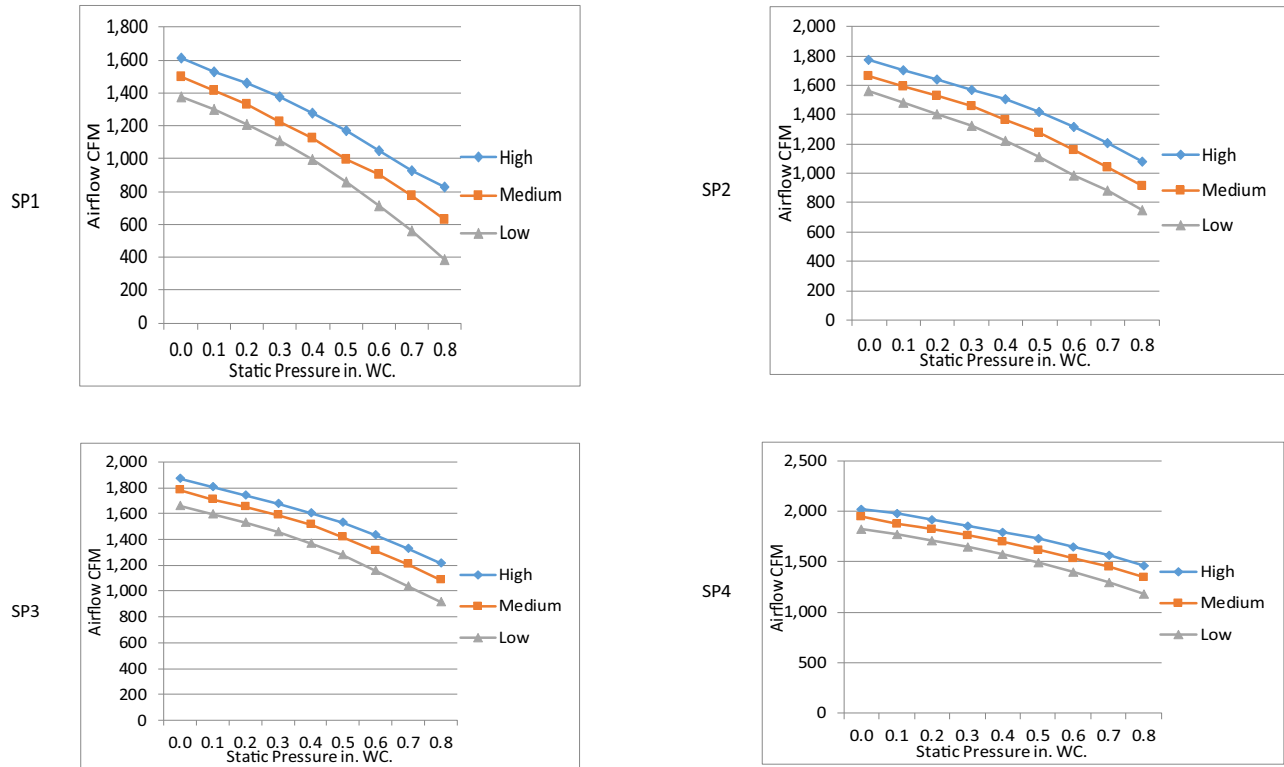 SP1
Airflow CFM
1,800
1,600
1,400
1,200
1,000
800
600
400
200
0
0.0 0.1 0.2 0.3 0.4 0.5 0.6 0.7 0.8
Static Pressure in. WC.
High
Medium
Low
SP2
Airflow CFM
2,000
1,800
1,600
1,400
1,200
1,000
800
600
400
200
0
0.0 0.1 0.2 0.3 0.4 0.5 0.6 0.7 0.8
Static Pressure in. WC.
High
Medium
Low
SP3
Airflow CFM
2,000
1,800
1,600
1,400
1,200
1,000
800
600
400
200
0
0.0 0.1 0.2 0.3 0.4 0.5 0.6 0.7 0.8
Static Pressure in. WC.
High
Medium
Low
SP4
Airflow CFM
2,500
2,000
1,500
1,000
500
0
0.0 0.1 0.2 0.3 0.4 0.5 0.6 0.7 0.8
Static Pressure in. WC.
High
Medium
Low